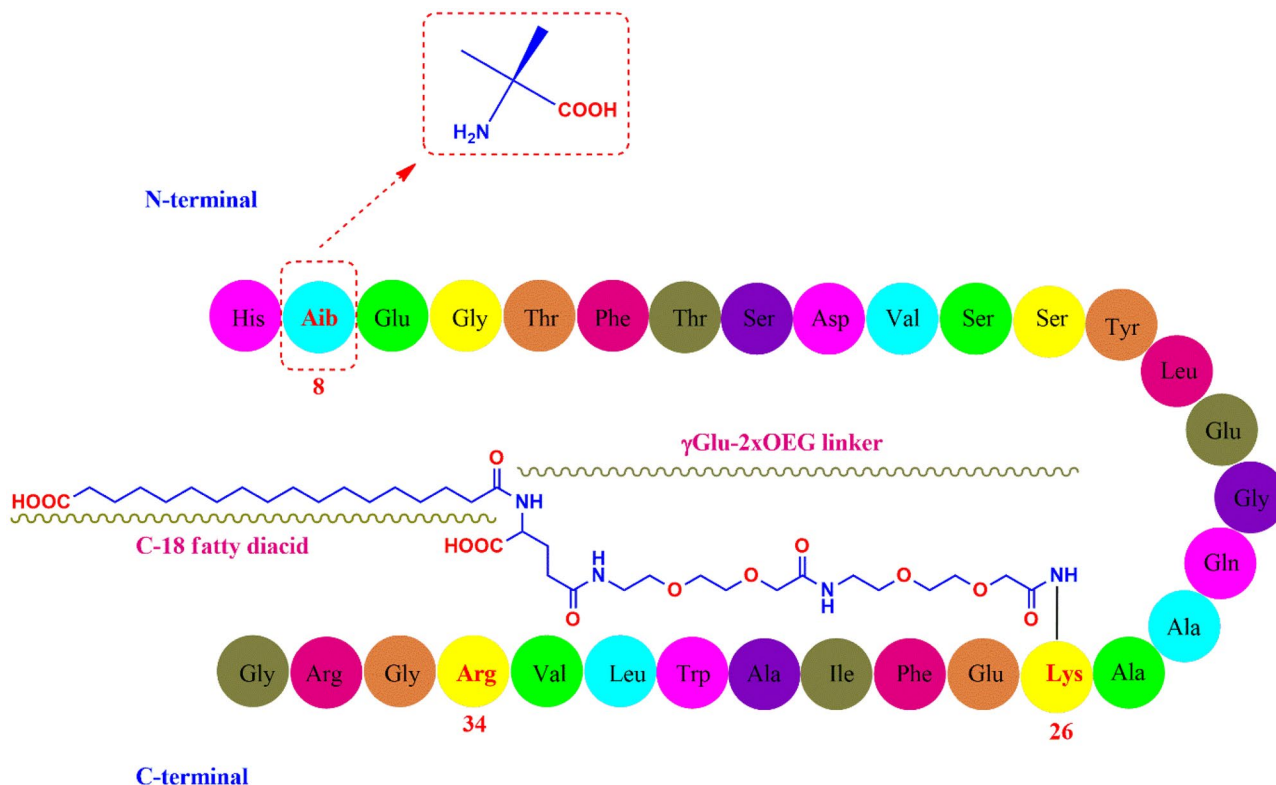 COOH
H₂N
N-terminal
His Aib Glu Gly Thr Phe Thr Ser Asp Val Ser Ser Tyr
8
Leu
Glu
Gly
Gln
Ala
γGlu-2xOEG linker
HOOC O NH
C-18 fatty diacid
HOOC H N O O O O N H O O O NH
Gly Arg Gly Arg Val Leu Trp Ala Ile Phe Glu Lys Ala
34 26
C-terminal